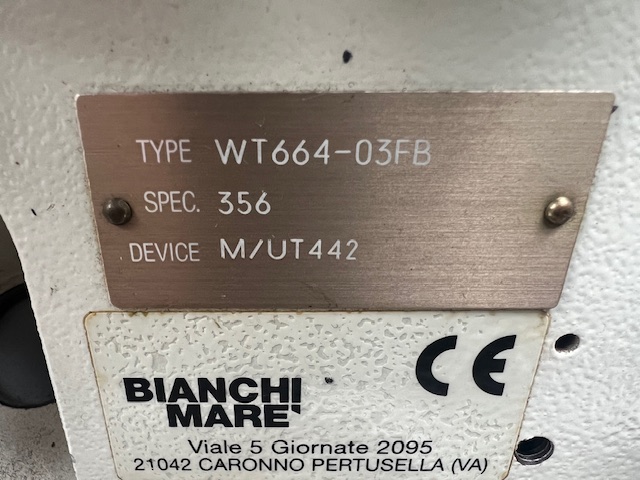 TYPE WT664-03FB
SPEC. 356
DEVICE M/UT442
CE
BIANCHI
MARE'
Viale 5 Giornate 2095
21042 CARONNO PERTUSELLA (VA)